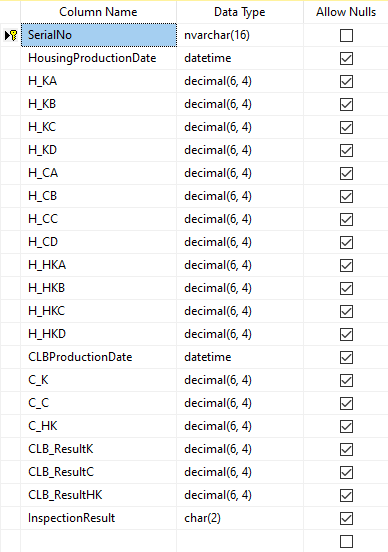 Column Name Data Type Allow Nulls
SerialNo nvarchar(16)
HousingProductionDate datetime
H_KA decimal(6, 4)
H_KB decimal(6, 4)
H_KC decimal(6, 4)
H_KD decimal(6, 4)
H_CA decimal(6, 4)
H_CB decimal(6, 4)
H_CC decimal(6, 4)
H_CD decimal(6, 4)
H_HKA decimal(6, 4)
H_HKB decimal(6, 4)
H_HKC decimal(6, 4)
H_HKD decimal(6, 4)
CLBProductionDate datetime
C_K decimal(6, 4)
C_C decimal(6, 4)
C_HK decimal(6, 4)
CLB_ResultK decimal(6, 4)
CLB_ResultC decimal(6, 4)
CLB_ResultHK decimal(6, 4)
InspectionResult char(2)